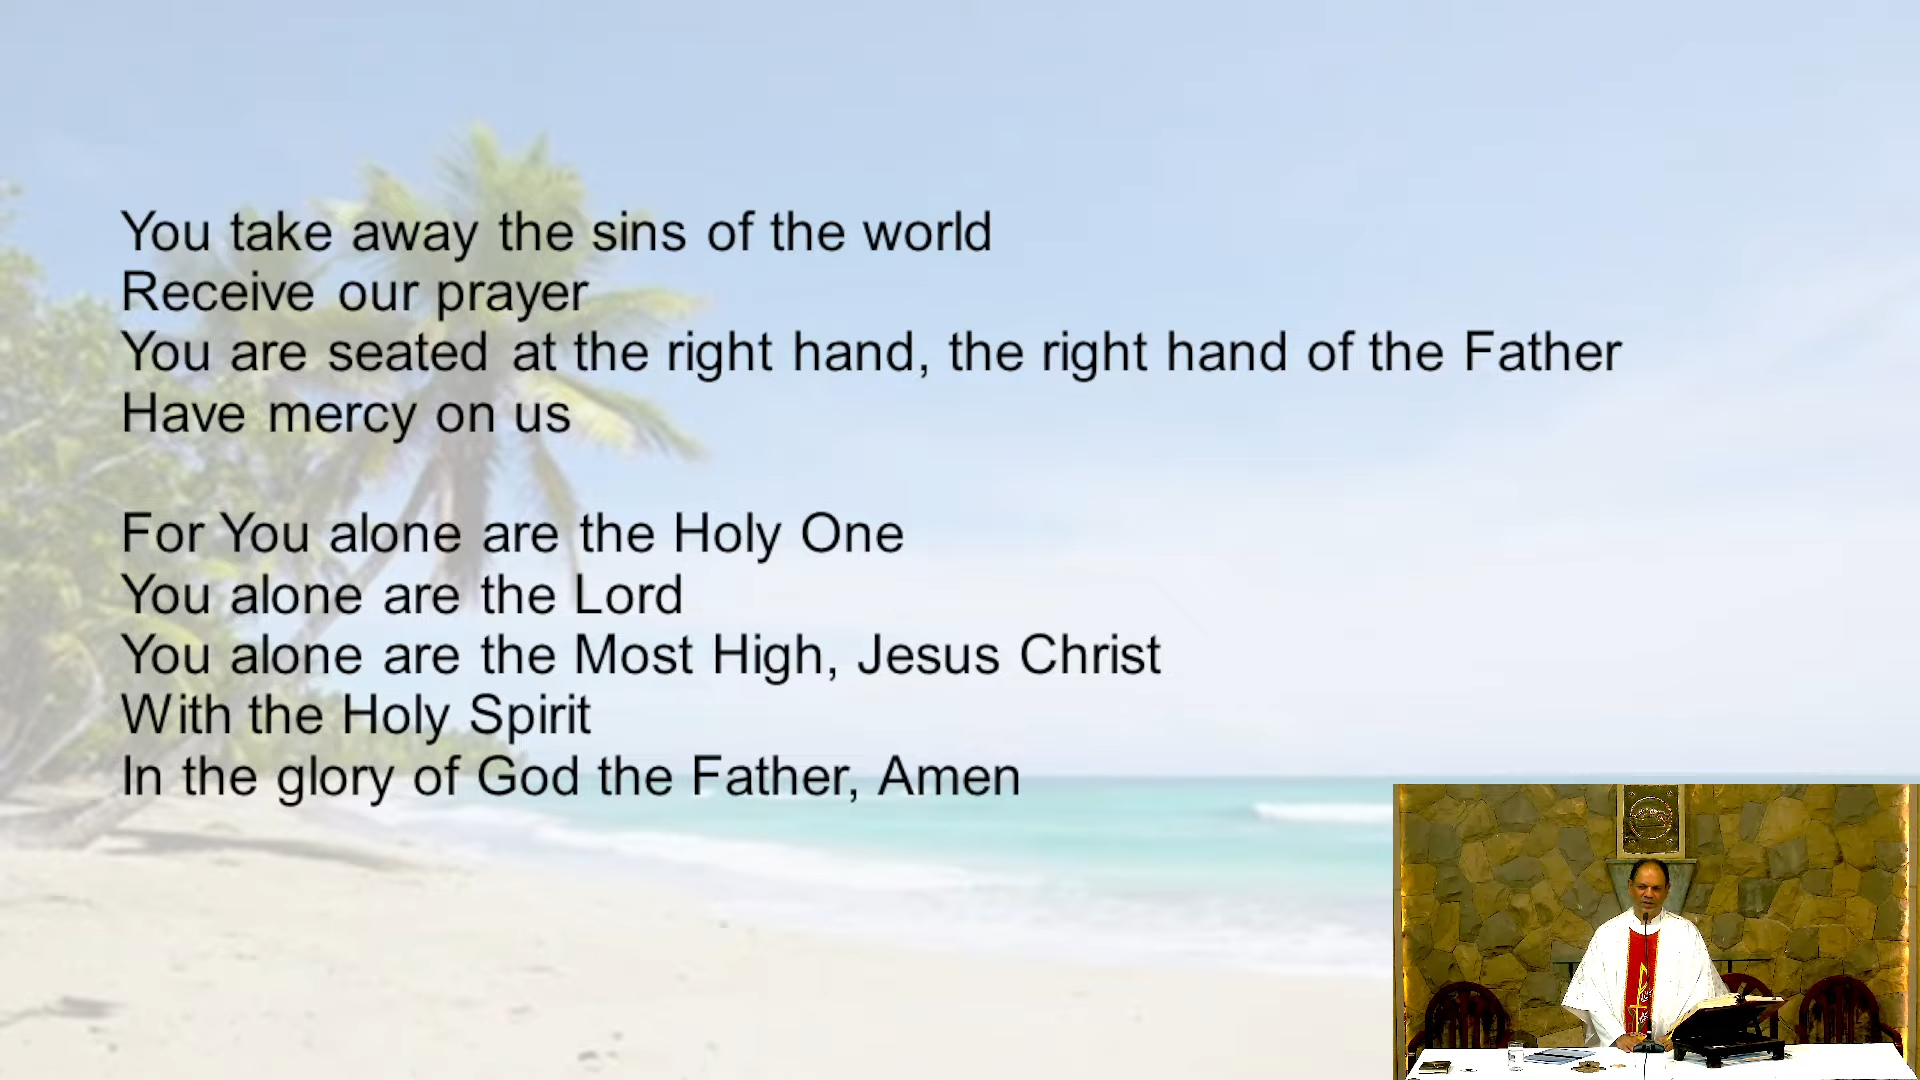 You take away the sins of the world
Receive our prayer
You are seated at the right hand, the right hand of the Father
Have mercy on us
For You alone are the Holy One
You alone are the Lord
You alone are the Most High, Jesus Christ
With the Holy Spirit
In the glory of God the Father, Amen